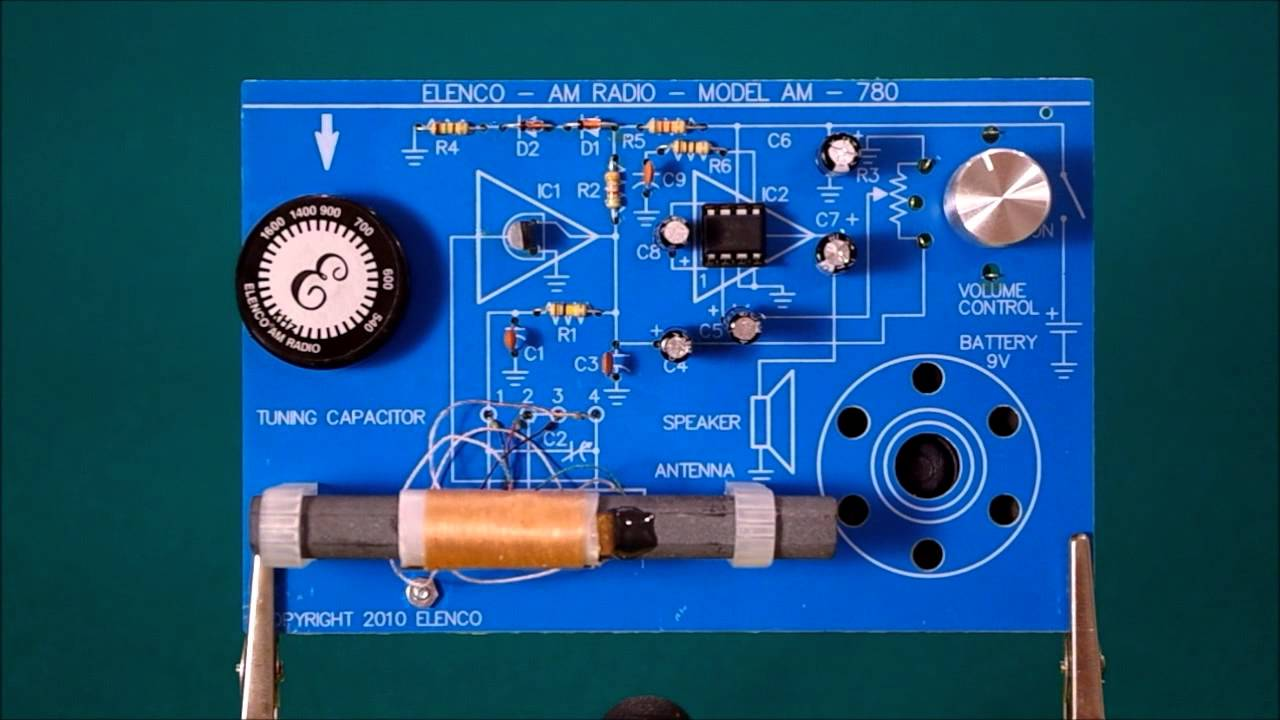 ELENCO - AM RADIO - MODEL AM - 780
R4
D2
D1
R5
C6
+
R6
R3
IC1
R2
C9
IC2
C8
C7 +
1
ON
1600 1400 900 700 600 540
ELENCO AM RADIO
E
R1
C1
C3
+
C4
+
C5
VOLUME
CONTROL
+
BATTERY
9V
1 2 3 4
TUNING CAPACITOR
C2
SPEAKER
ANTENNA
OPYRIGHT 2010 ELENCO